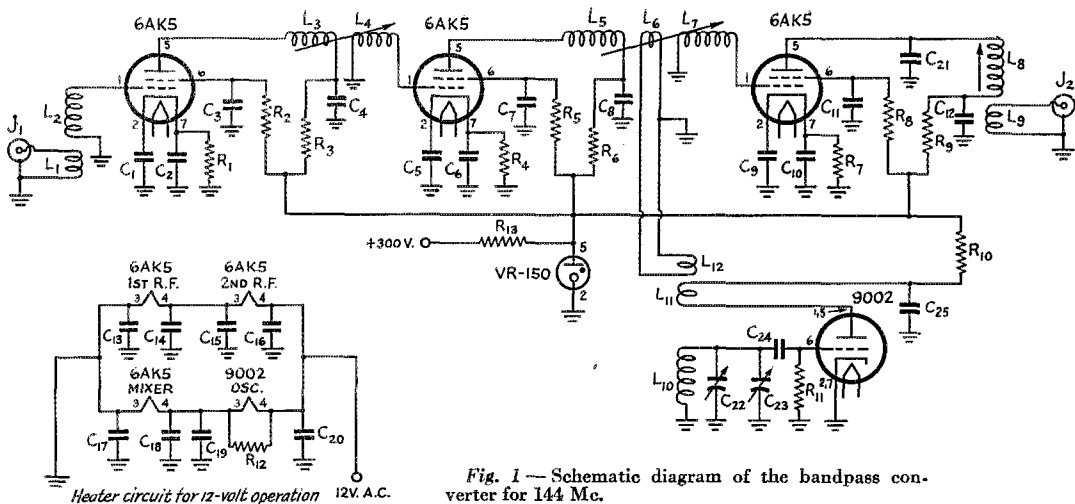 6AK5
L3
L4
6AK5
L5
L6
L7
6AK5
5
5
5
L8
J2
C21
J1
L2
1
6
C3
R2
C4
1
6
C7
R5
C8
1
6
C11
R8
C12
L9
L1
2
7
C1
C2
R1
R3
2
7
C5
C6
R4
R6
2
7
C9
C10
R7
R9
+300V.
R13
5
VR-150
2
L12
L11
R10
C25
9002
1,5
6AK5
1ST R.F.
6AK5
2ND R.F.
3 4
3 4
C13
C14
C15
C16
6AK5
MIXER
9002
OSC.
3 4
3 4
C17
C18
C19
R12
C20
L10
C22
C23
C24
6
R11
2,7
Heater circuit for 12-volt operation
12V. A.C.
Fig. 1 — Schematic diagram of the bandpass con-
verter for 144 Mc.